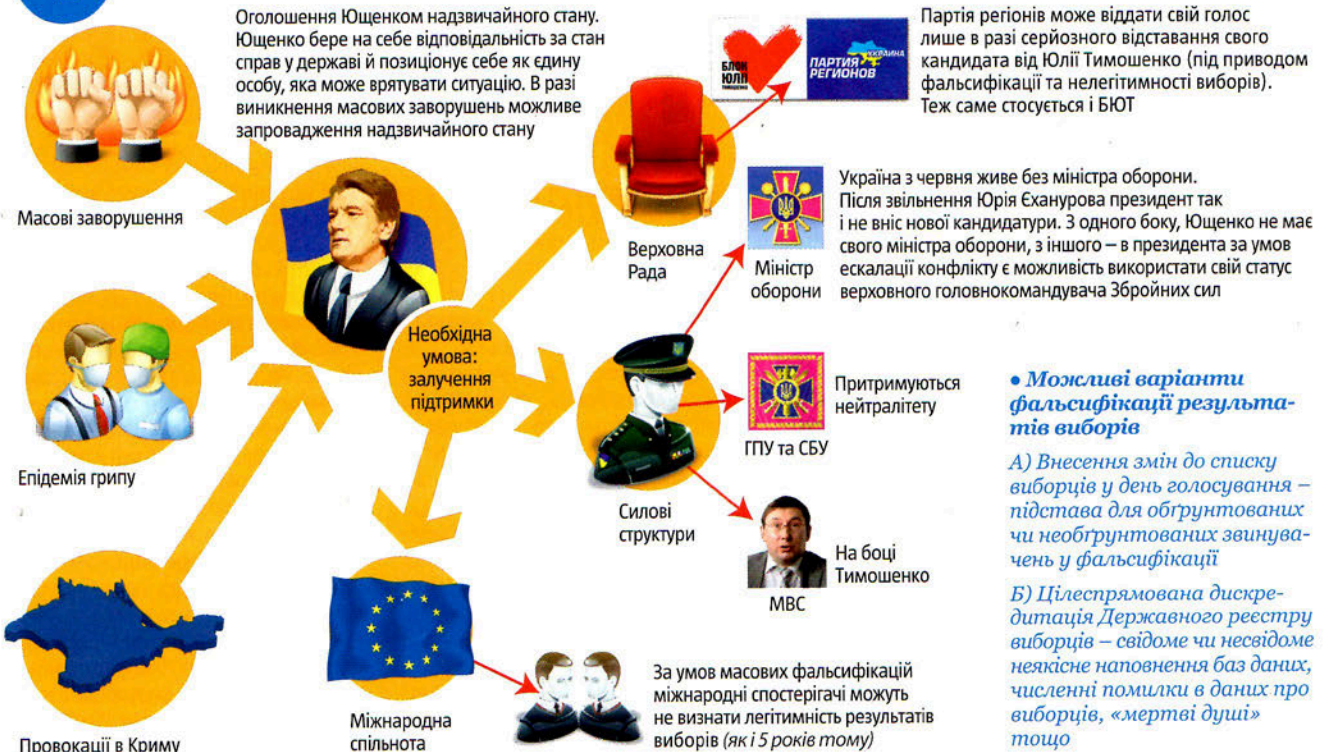 Оголошення Ющенком надзвичайного стану.
Ющенко бере на себе відповідальність за стан
справ у державі й позиціонує себе як єдину
особу, яка може врятувати ситуацію. В разі
виникнення масових заворушень можливе
запровадження надзвичайного стану
БЛОК
ЮЛІЇ
ТИМОШЕНКО
УКРАИНА
ПАРТИЯ
РЕГИОНОВ
Партія регіонів може віддати свій голос
лише в разі серйозного відставання свого
кандидата від Юлії Тимошенко (під приводом
фальсифікації та нелегітимності виборів).
Теж саме стосується і БЮТ
Масові заворушення
Верховна
Рада
Міністр
оборони
Україна з червня живе без міністра оборони.
Після звільнення Юрія Єханурова президент так
і не вніс нової кандидатури. З одного боку, Ющенко не має
свого міністра оборони, з іншого – в президента за умов
ескалації конфлікту є можливість використати свій статус
верховного головнокомандувача Збройних сил
Необхідна
умова:
залучення
підтримки
Епідемія грипу
Силові
структури
Притримуються
нейтралітету
ГПУ та СБУ
На боці
Тимошенко
МВС
Провокації в Криму
Міжнародна
спільнота
За умов масових фальсифікацій
міжнародні спостерігачі можуть
не визнати легітимність результатів
виборів (як і 5 років тому)
• Можливі варіанти
фальсифікації результа-
тів виборів
А) Внесення змін до списку
виборців у день голосування –
підстава для обґрунтованих
чи необґрунтованих звинува-
чень у фальсифікації
Б) Цілеспрямована дискре-
дитація Державного реєстру
виборців – свідоме чи несвідоме
неякісне наповнення баз даних,
численні помилки в даних про
виборців, «мертві душі»
тощо